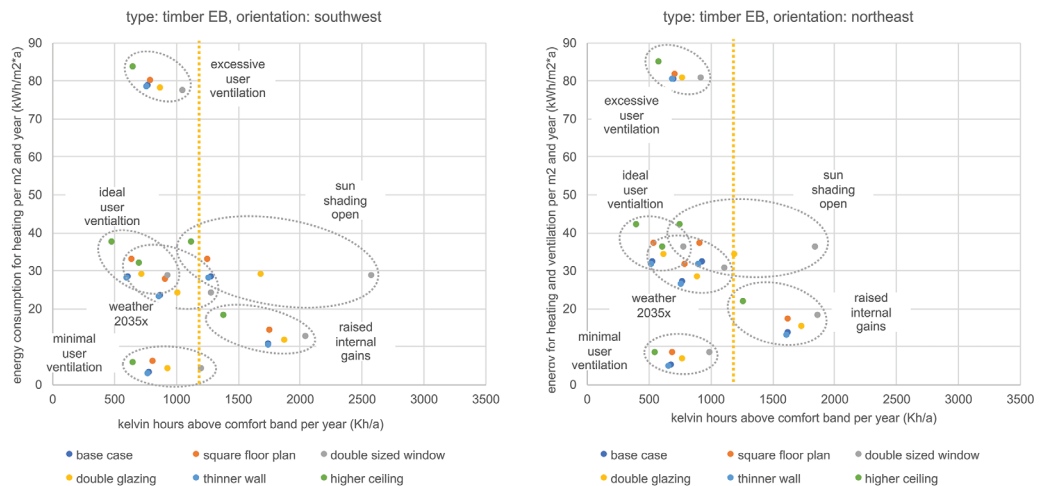 type: timber EB, orientation: southwest
energy consumption for heating per m2 and year (kWh/m2*a)
90
80
70
60
50
40
30
20
10
0
excessive
user
ventilation
ideal
user
ventialtion
sun
shading
open
weather
2035x
minimal
user
ventilation
raised
internal
gains
0 500 1000 1500 2000 2500 3000 3500
kelvin hours above comfort band per year (Kh/a)
base case square floor plan double sized window
double glazing thinner wall higher ceiling
type: timber EB, orientation: northeast
energv for heating and ventilation per m2 and year (kWh/m2*a)
90
80
70
60
50
40
30
20
10
0
excessive
user
ventilation
ideal
user
ventilation
sun
shading
open
weather
2035x
minimal
user
ventilation
raised
internal
gains
0 500 1000 1500 2000 2500 3000 3500
kelvin hours above comfort band per year (Kh/a)
base case square floor plan double sized window
double glazing thinner wall higher ceiling